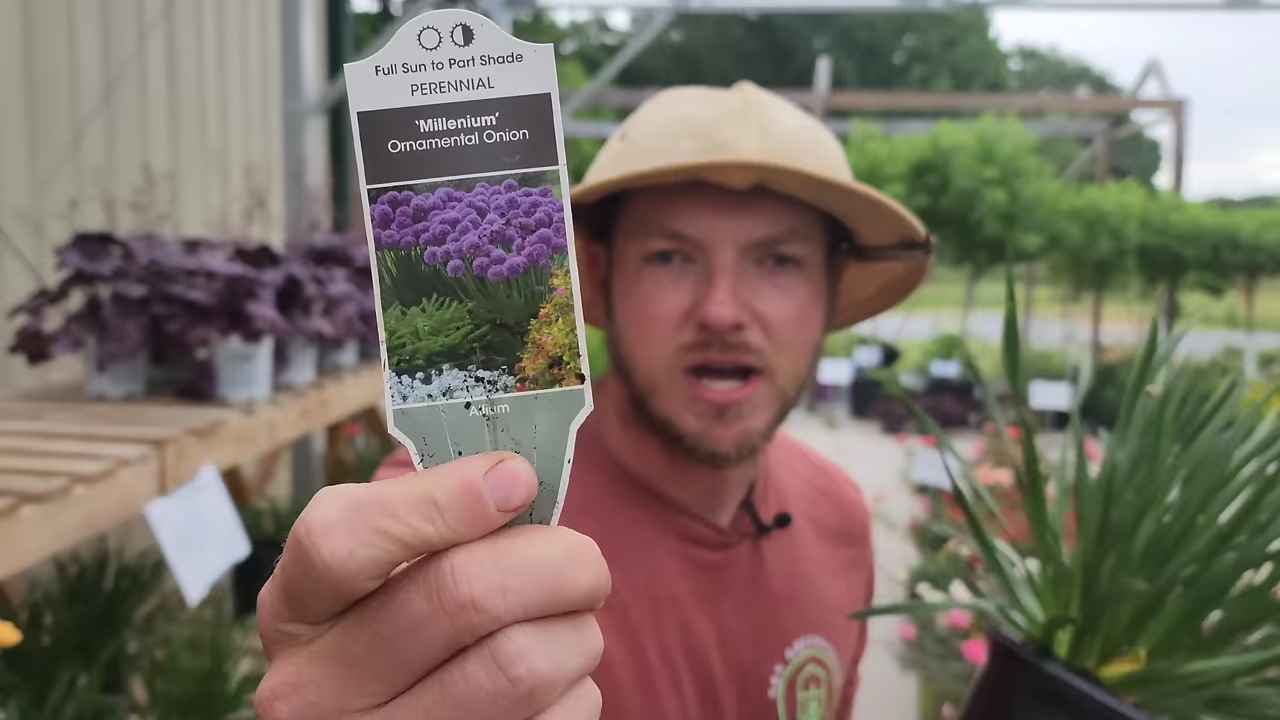 Full Sun to Part Shade
PERENNIAL
'Millenium'
Ornamental Onion
Allium